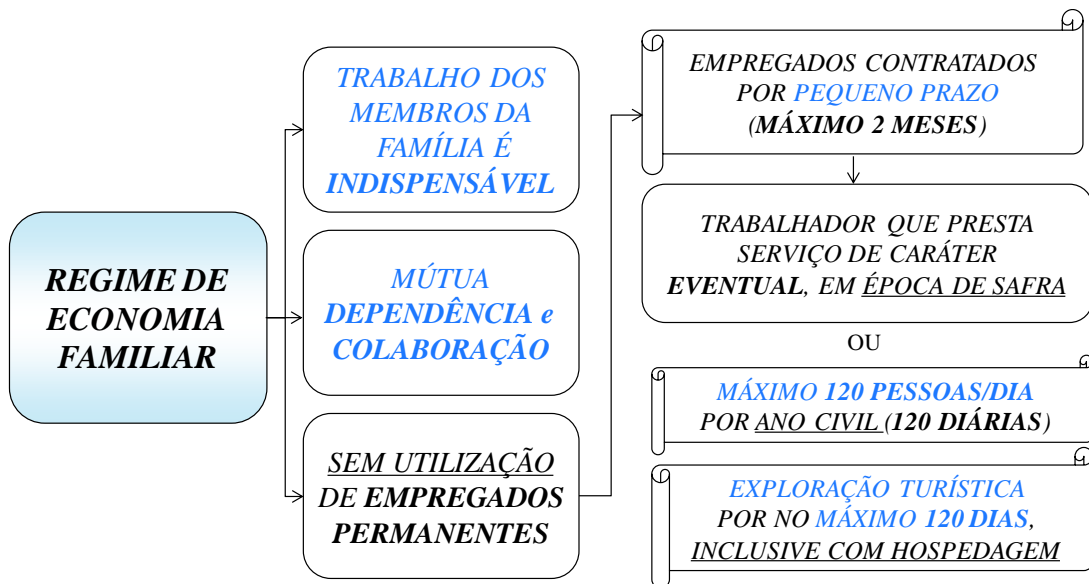 REGIME DE
ECONOMIA
FAMILIAR
TRABALHO DOS
MEMBROS DA
FAMÍLIA É
INDISPENSÁVEL
MÚTUA
DEPENDÊNCIA e
COLABORAÇÃO
SEM UTILIZAÇÃO
DE EMPREGADOS
PERMANENTES
EMPREGADOS CONTRATADOS
POR PEQUENO PRAZO
(MÁXIMO 2 MESES)
TRABALHADOR QUE PRESTA
SERVIÇO DE CARÁTER
EVENTUAL, EM ÉPOCA DE SAFRA
OU
MÁXIMO 120 PESSOAS/DIA
POR ANO CIVIL (120 DIÁRIAS)
EXPLORAÇÃO TURÍSTICA
POR NO MÁXIMO 120 DIAS,
INCLUSIVE COM HOSPEDAGEM